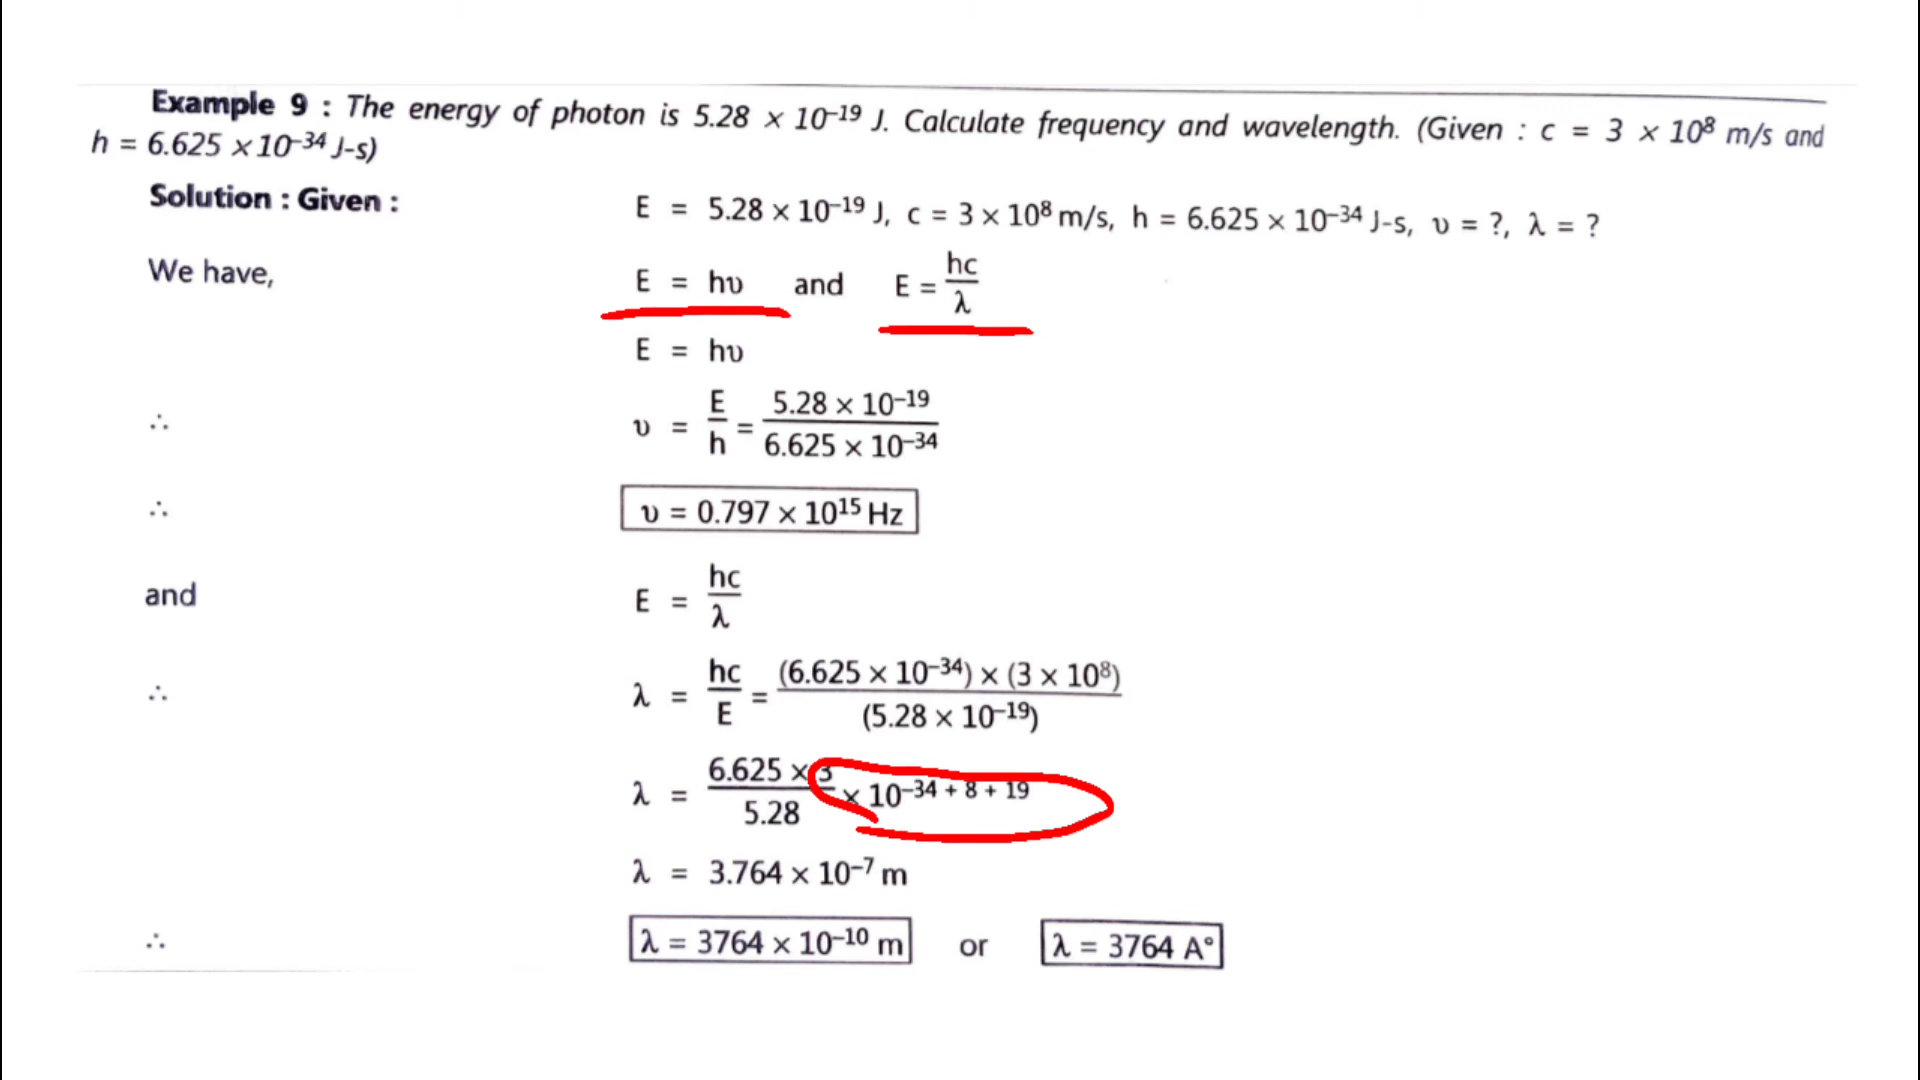 Example 9 : The energy of photon is 5.28 × 10⁻¹⁹ J. Calculate frequency and wavelength. (Given : c = 3 × 10⁸ m/s and
h = 6.625 × 10⁻³⁴ J-s)
Solution : Given : E = 5.28 × 10⁻¹⁹ J, c = 3 × 10⁸ m/s, h = 6.625 × 10⁻³⁴ J-s, υ = ?, λ = ?
We have, E = hυ and E = hc/λ
E = hυ
∴ υ = E/h = 5.28 × 10⁻¹⁹ / 6.625 × 10⁻³⁴
∴ υ = 0.797 × 10¹⁵ Hz
and E = hc/λ
∴ λ = hc/E = (6.625 × 10⁻³⁴) × (3 × 10⁸) / (5.28 × 10⁻¹⁹)
λ = 6.625 × 3 / 5.28 × 10⁻³⁴ ⁺ ⁸ ⁺ ¹⁹
λ = 3.764 × 10⁻⁷ m
∴ λ = 3764 × 10⁻¹⁰ m or λ = 3764 A°